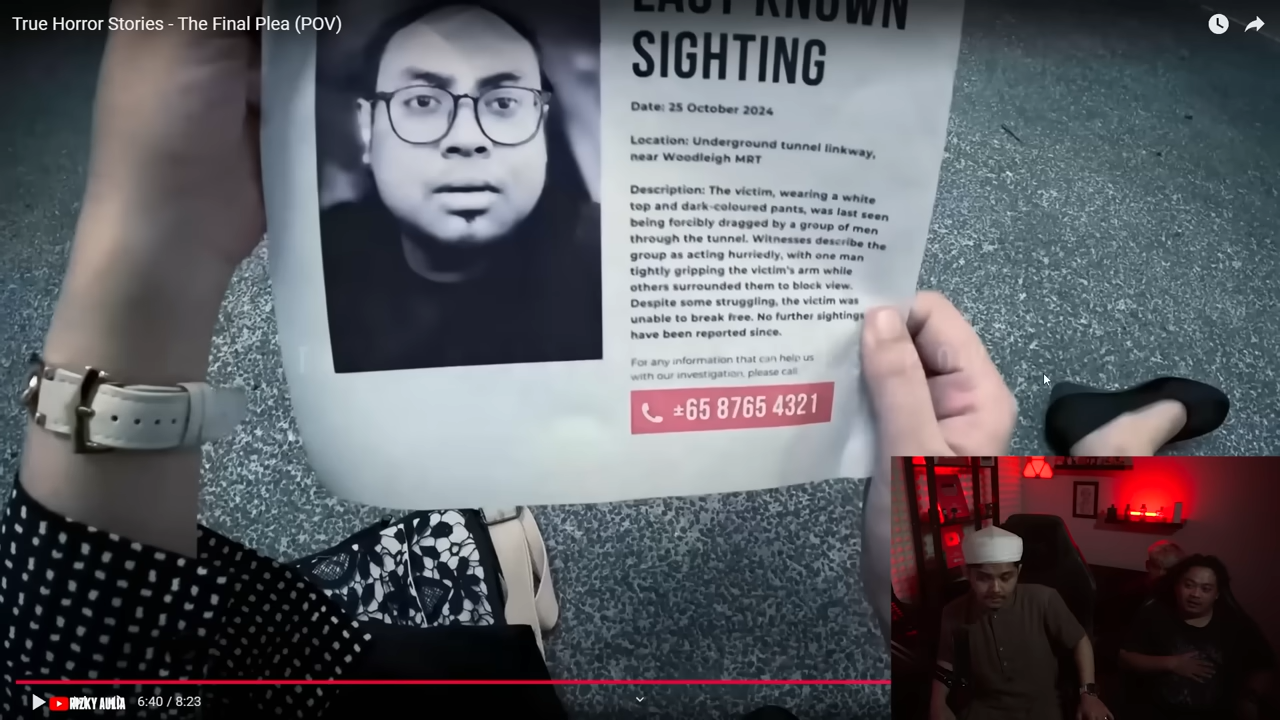 True Horror Stories - The Final Plea (POV)
LAST KNOWN
SIGHTING
Date: 25 October 2024
Location: Underground tunnel linkway,
near Woodleigh MRT
Description: The victim, wearing a white
top and dark-coloured pants, was last seen
being forcibly dragged by a group of men
through the tunnel. Witnesses describe the
group as acting hurriedly, with one man
tightly gripping the victim's arm while
others surrounded them to block view.
Despite some struggling, the victim was
unable to break free. No further sightings
have been reported since.
For any information that can help us
with our investigation, please call
±65 8765 4321
RIZKY AULIA
6:40 / 8:23